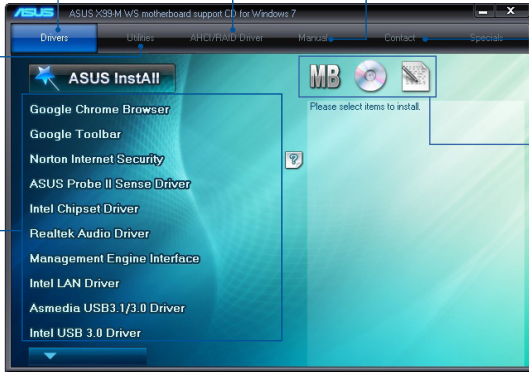 ASUS ASUS X99-M WS motherboard support CD for Windows 7
Drivers Utilities AHCI/RAID Driver Manual Contact Specials
ASUS InstAll
MB
Please select items to install.
Google Chrome Browser
Google Toolbar
Norton Internet Security
?
ASUS Probe II Sense Driver
Intel Chipset Driver
Realtek Audio Driver
Management Engine Interface
Intel LAN Driver
Asmedia USB3.1/3.0 Driver
Intel USB 3.0 Driver